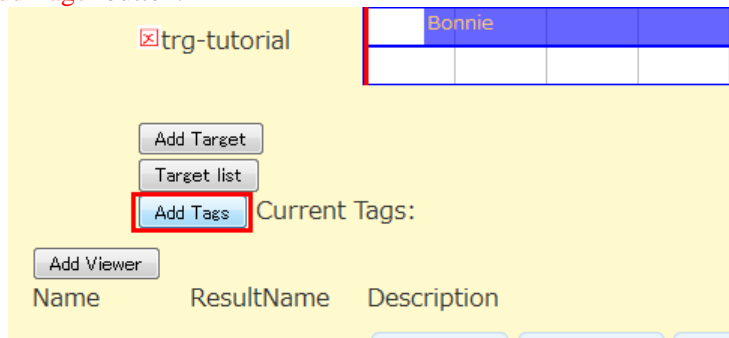 Bonnie
trg-tutorial
Add Target
Target list
Add Tags Current Tags:
Add Viewer
Name ResultName Description